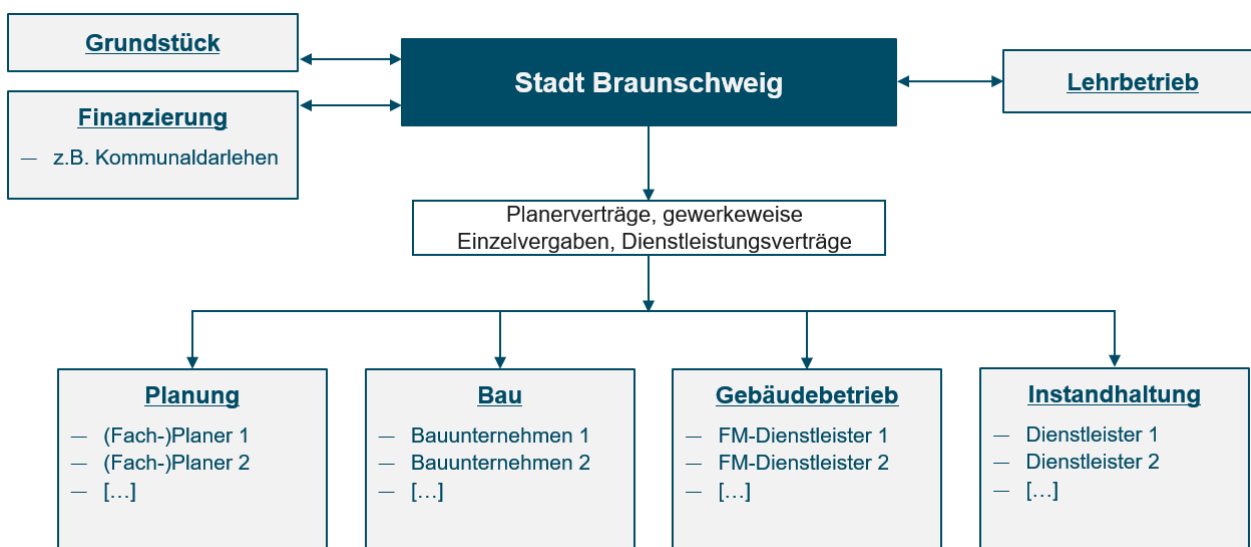 Grundstück
Stadt Braunschweig
Lehrbetrieb
Finanzierung
— z.B. Kommunaldarlehen
Planerverträge, gewerkeweise
Einzelvergaben, Dienstleistungsverträge
Planung
— (Fach-)Planer 1
— (Fach-)Planer 2
— […]
Bau
— Bauunternehmen 1
— Bauunternehmen 2
— […]
Gebäudebetrieb
— FM-Dienstleister 1
— FM-Dienstleister 2
— […]
Instandhaltung
— Dienstleister 1
— Dienstleister 2
— […]